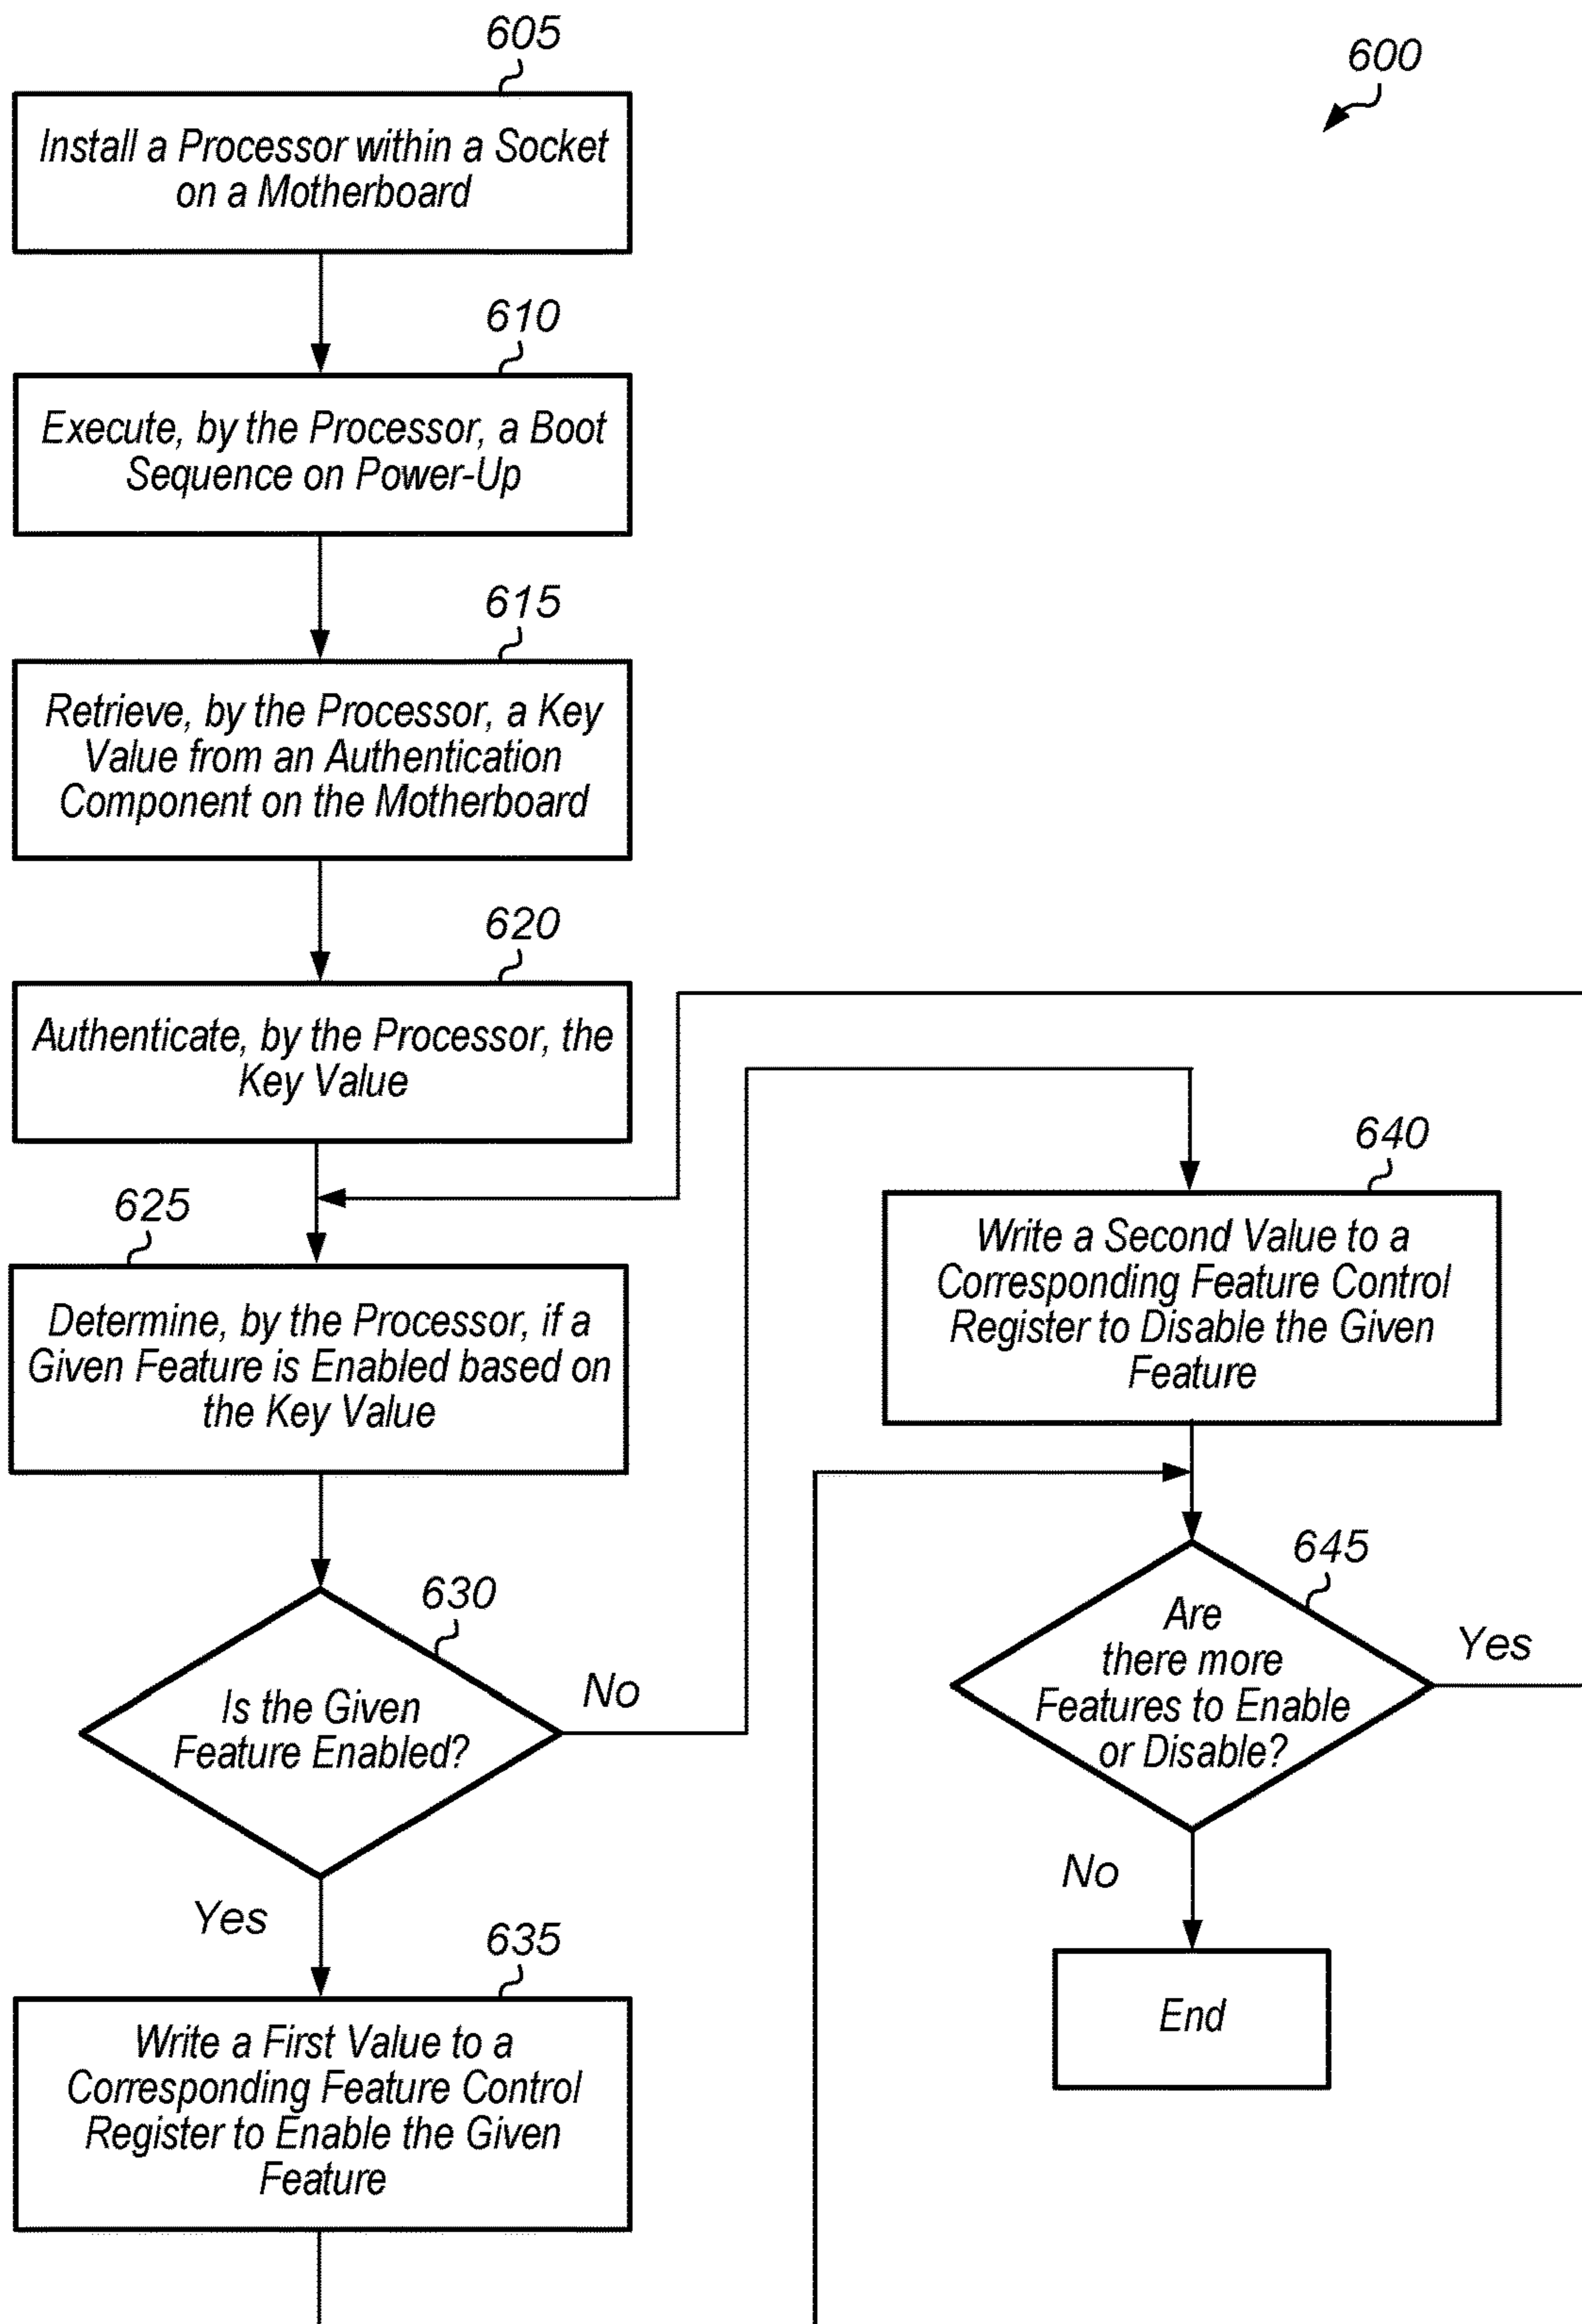 605
600
Install a Processor within a Socket
on a Motherboard
610
Execute, by the Processor, a Boot
Sequence on Power-Up
615
Retrieve, by the Processor, a Key
Value from an Authentication
Component on the Motherboard
620
Authenticate, by the Processor, the
Key Value
625
Determine, by the Processor, if a
Given Feature is Enabled based on
the Key Value
630
Is the Given
Feature Enabled?
No
Yes
635
Write a First Value to a
Corresponding Feature Control
Register to Enable the Given
Feature
640
Write a Second Value to a
Corresponding Feature Control
Register to Disable the Given
Feature
645
Are
there more
Features to Enable
or Disable?
Yes
No
End